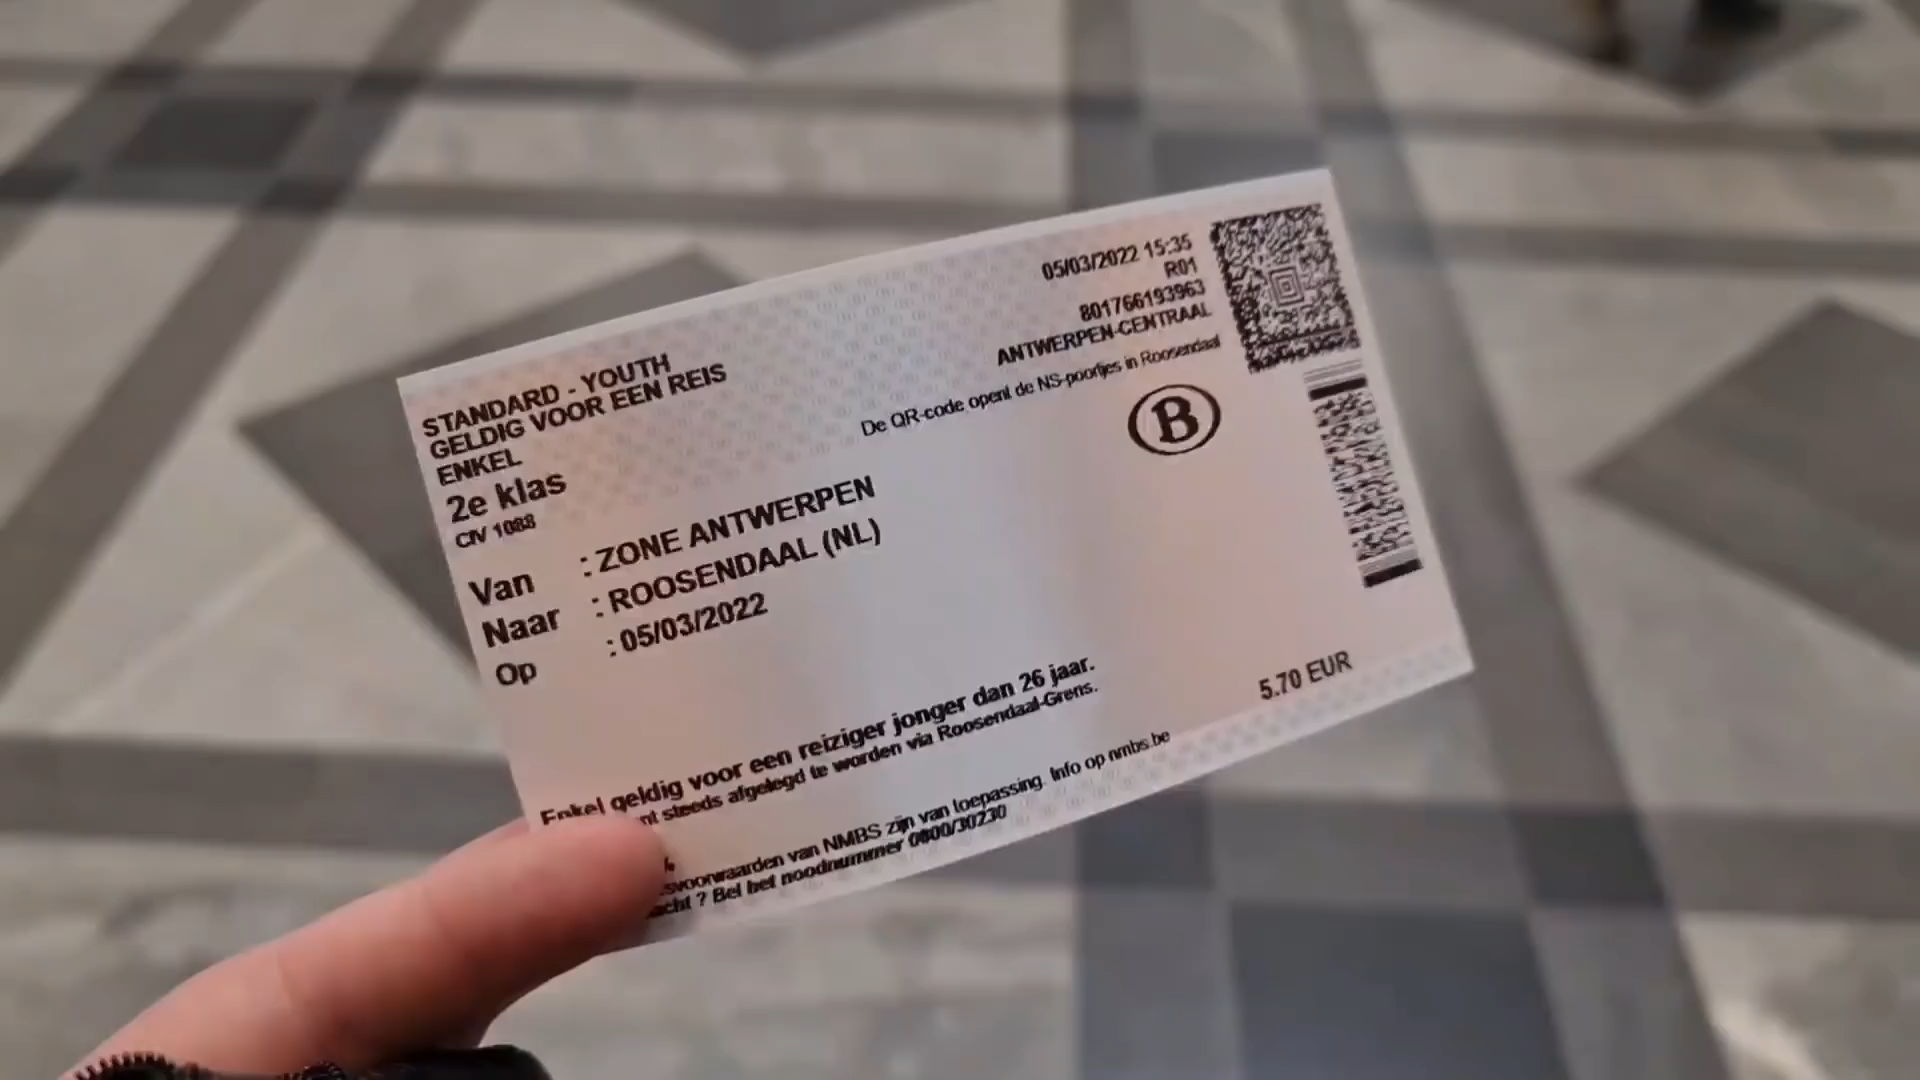 05/03/2022 15:35
R01
801766193963
ANTWERPEN-CENTRAAL
De QR-code opent de NS-poortjes in Roosendaal
B
STANDARD - YOUTH
GELDIG VOOR EEN REIS
ENKEL
2e klas
CIV 1088
Van : ZONE ANTWERPEN
Naar : ROOSENDAAL (NL)
Op : 05/03/2022
Enkel geldig voor een reiziger jonger dan 26 jaar.
steeds afgelegd te worden via Roosendaal-Grens.
5.70 EUR
%
svoorwaarden van NMBS zijn van toepassing. Info op nmbs.be
acht ? Bel het noodnummer 0800/30230